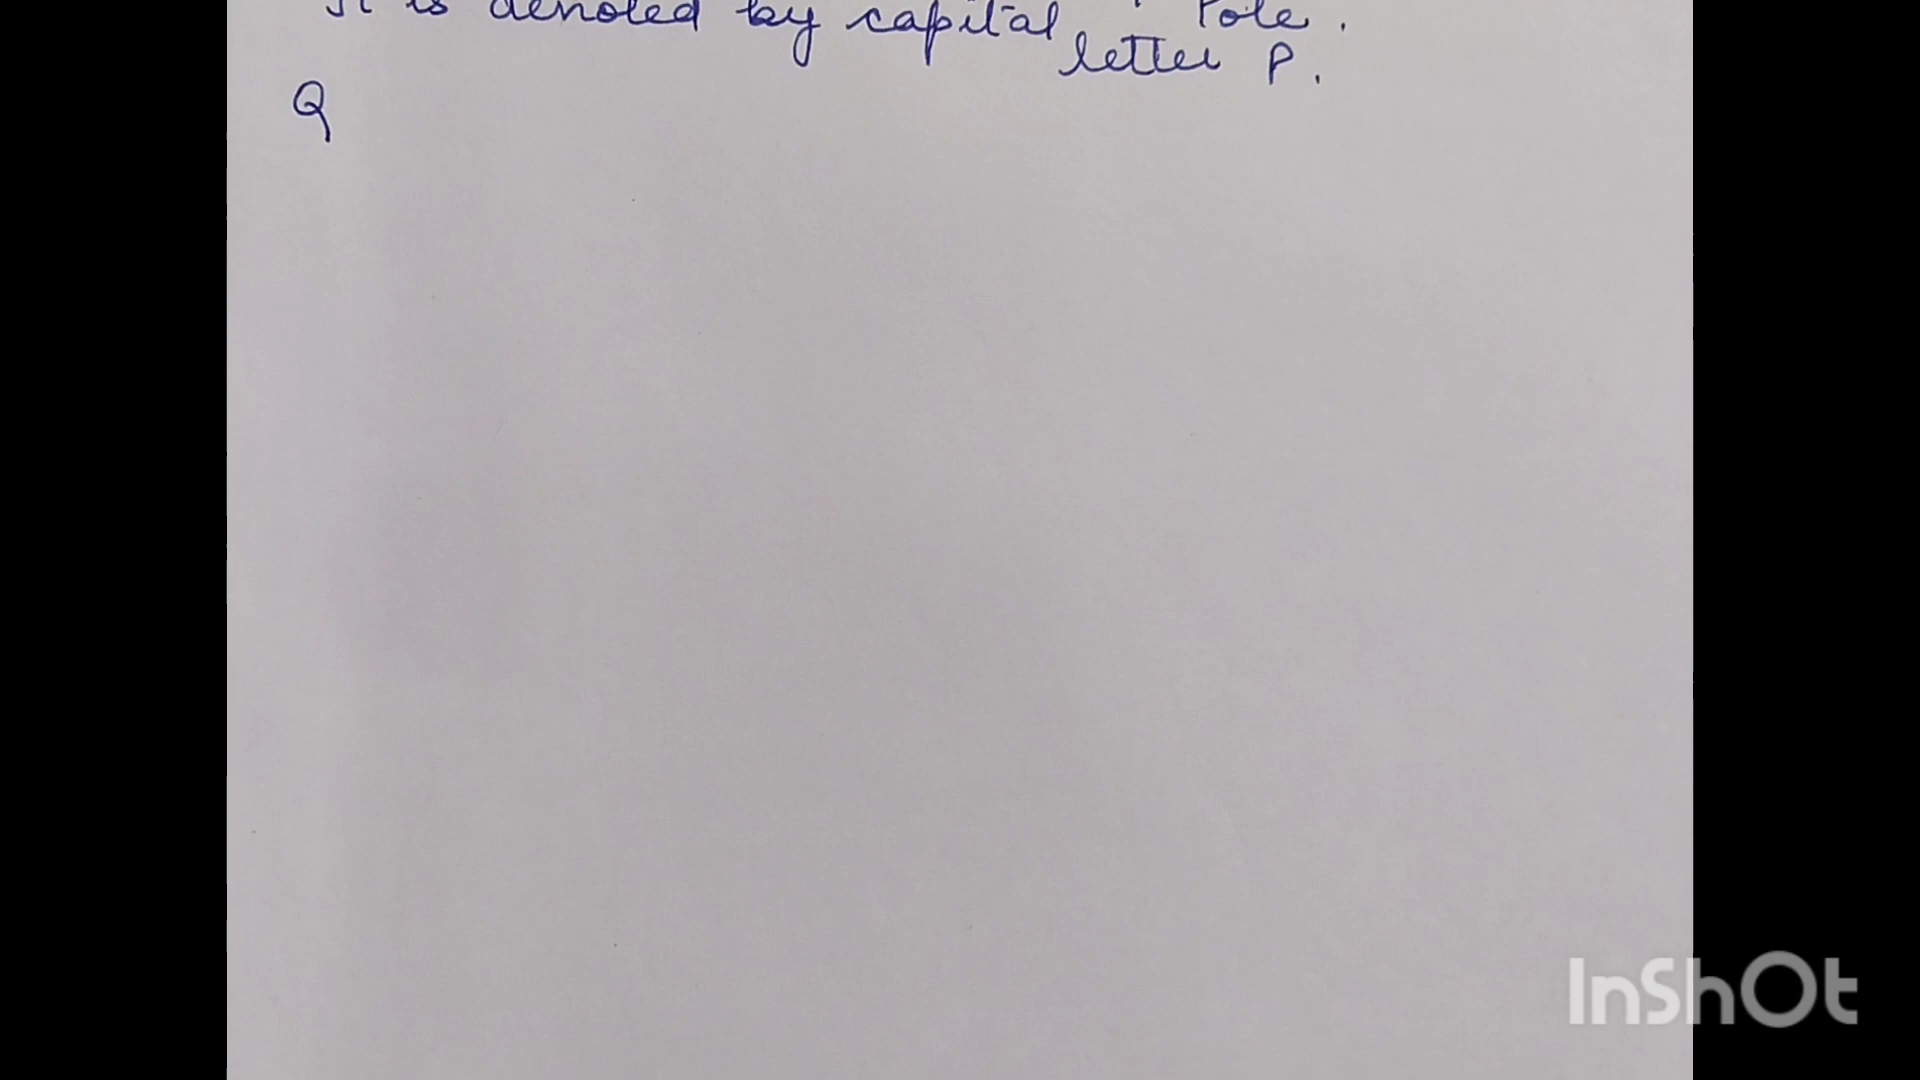 Pole.
It is denoted by capital
letter P.
Q
InShOt